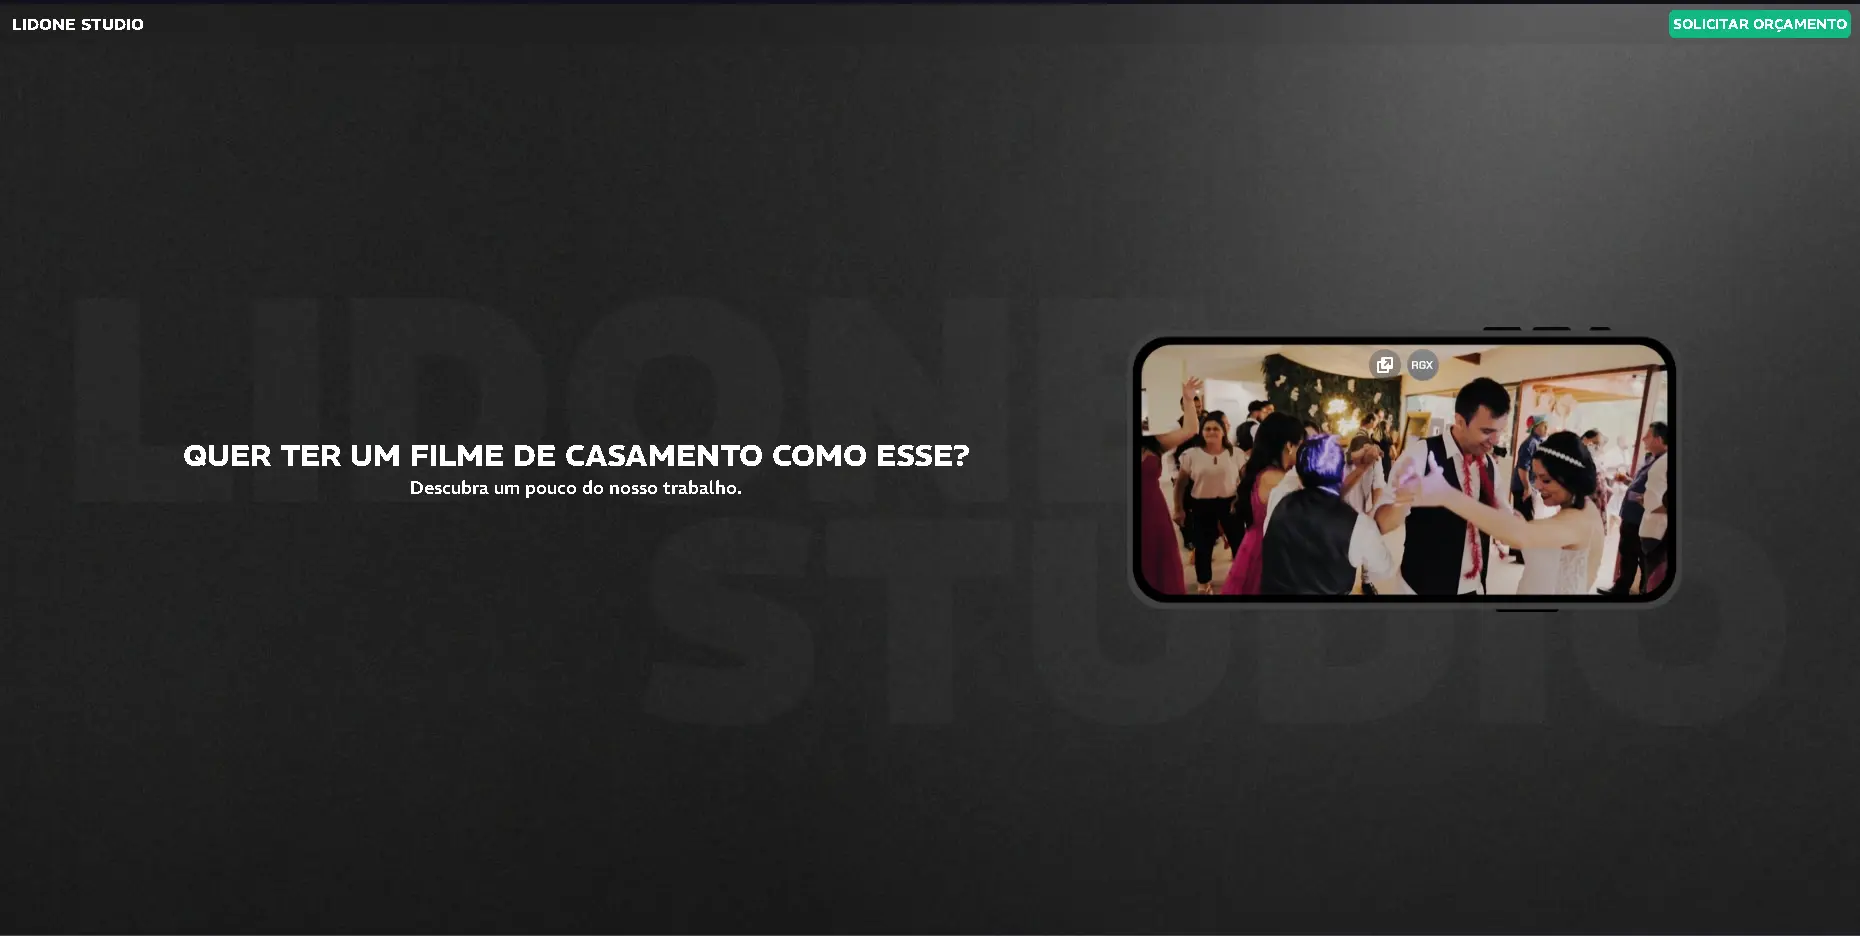 LIDONE STUDIO
SOLICITAR ORÇAMENTO
LIDONE
RGX
QUER TER UM FILME DE CASAMENTO COMO ESSE?
Descubra um pouco do nosso trabalho.
STUDIO